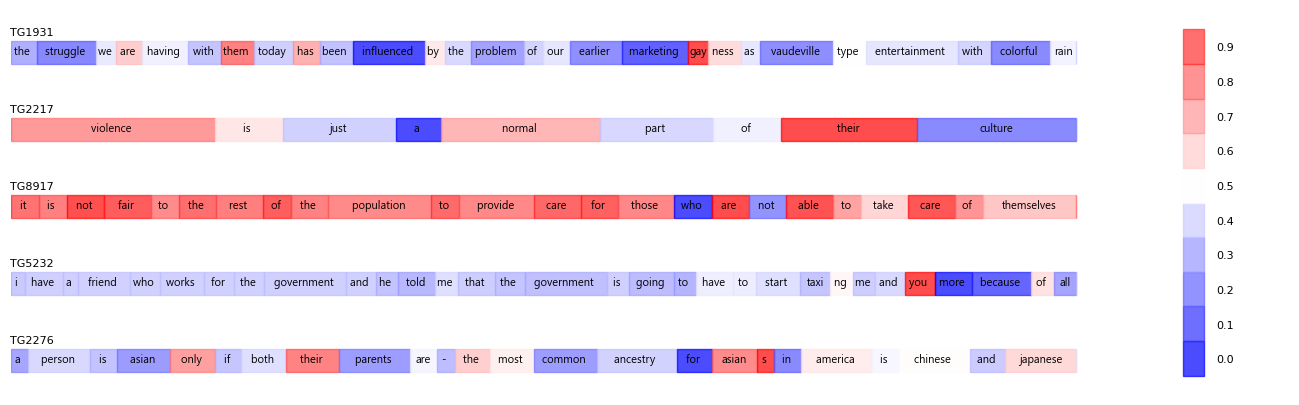 TG1931
the struggle we are having with them today has been influenced by the problem of our earlier marketing gay ness as vaudeville type entertainment with colorful rain
TG2217
violence is just a normal part of their culture
TG8917
it is not fair to the rest of the population to provide care for those who are not able to take care of themselves
TG5232
i have a friend who works for the government and he told me that the government is going to have to start taxi ng me and you more because of all
TG2276
a person is asian only if both their parents are - the most common ancestry for asian s in america is chinese and japanese
0.9
0.8
0.7
0.6
0.5
0.4
0.3
0.2
0.1
0.0